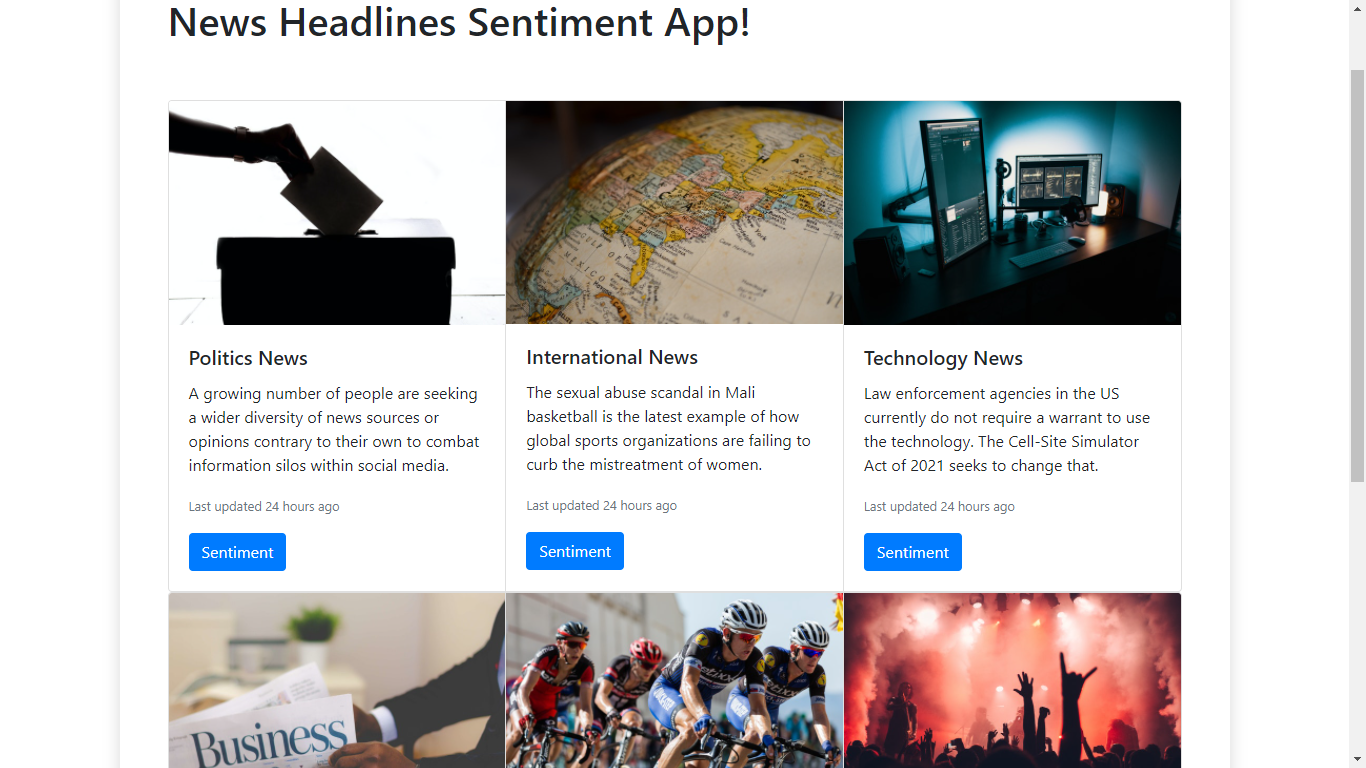 News Headlines Sentiment App!
GULF OF
MEXICO
Politics News
A growing number of people are seeking
a wider diversity of news sources or
opinions contrary to their own to combat
information silos within social media.
Last updated 24 hours ago
Sentiment
International News
The sexual abuse scandal in Mali
basketball is the latest example of how
global sports organizations are failing to
curb the mistreatment of women.
Last updated 24 hours ago
Sentiment
Technology News
Law enforcement agencies in the US
currently do not require a warrant to use
the technology. The Cell-Site Simulator
Act of 2021 seeks to change that.
Last updated 24 hours ago
Sentiment
Business